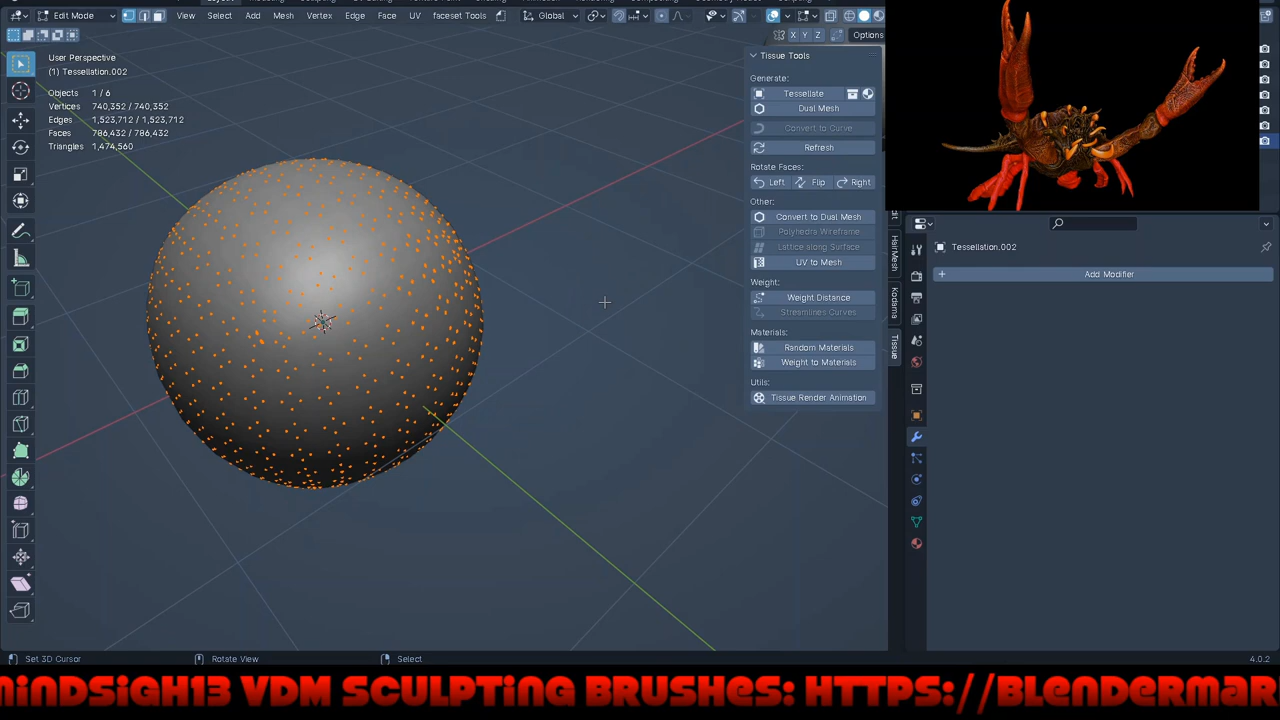 Edit Mode View Select Add Mesh Vertex Edge Face UV faceset Tools Global
X Y Z Options
User Perspective
(1) Tessellation.002
Objects 1 / 6
Vertices 740,352 / 740,352
Edges 1,523,712 / 1,523,712
Faces 786,432 / 786,432
Triangles 1,474,560
Tissue Tools
Generate:
Tessellate
Dual Mesh
Convert to Curve
Refresh
Rotate Faces:
Left Flip Right
Other:
Convert to Dual Mesh
Polyhedra Wireframe
Lattice along Surface
UV to Mesh
Weight:
Weight Distance
Streamlines Curves
Materials:
Random Materials
Weight to Materials
Utils:
Tissue Render Animation
HairMesh
Kodama
Tissue
Tessellation.002
Add Modifier
Set 3D Cursor Rotate View Select 4.0.2
MINDSIGH13 VDM SCULPTING BRUSHES: HTTPS://BLENDERMAR